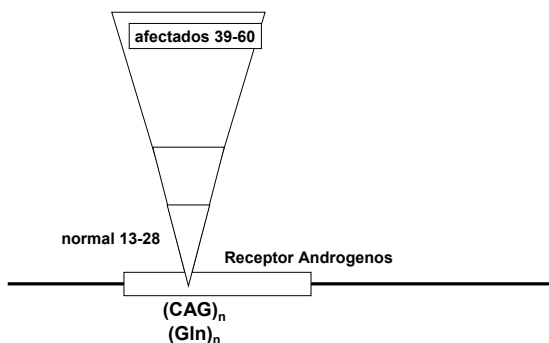 afectados 39-60
normal 13-28
Receptor Androgenos
(CAG)n
(Gln)n